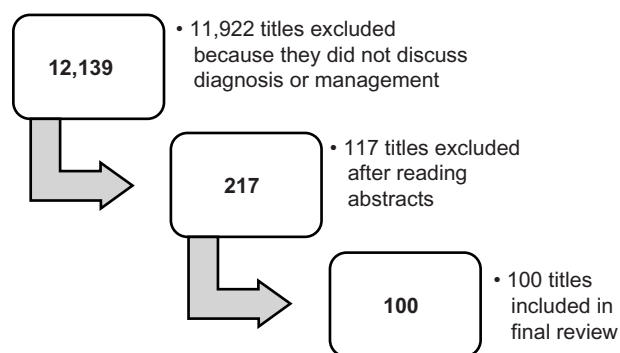 12,139
• 11,922 titles excluded
because they did not discuss
diagnosis or management
217
• 117 titles excluded
after reading
abstracts
100
• 100 titles
included in
final review